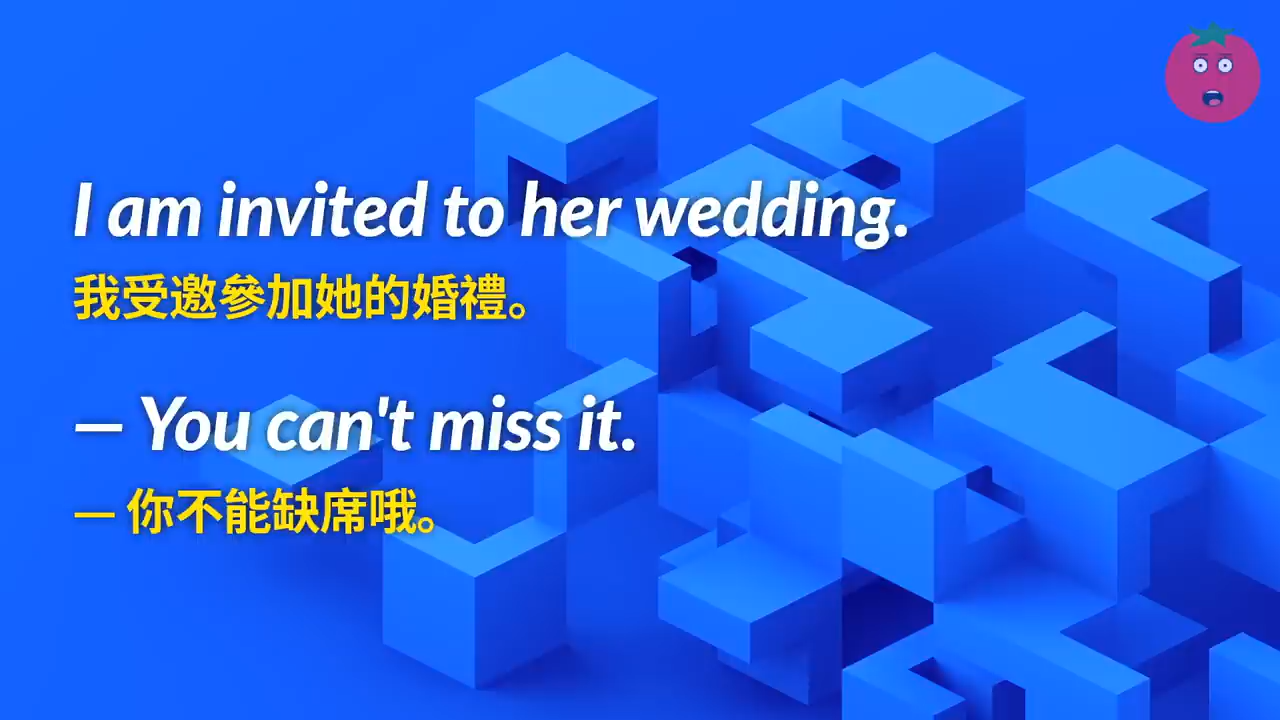 I am invited to her wedding.
我受邀參加她的婚禮。
— You can't miss it.
— 你不能缺席哦。